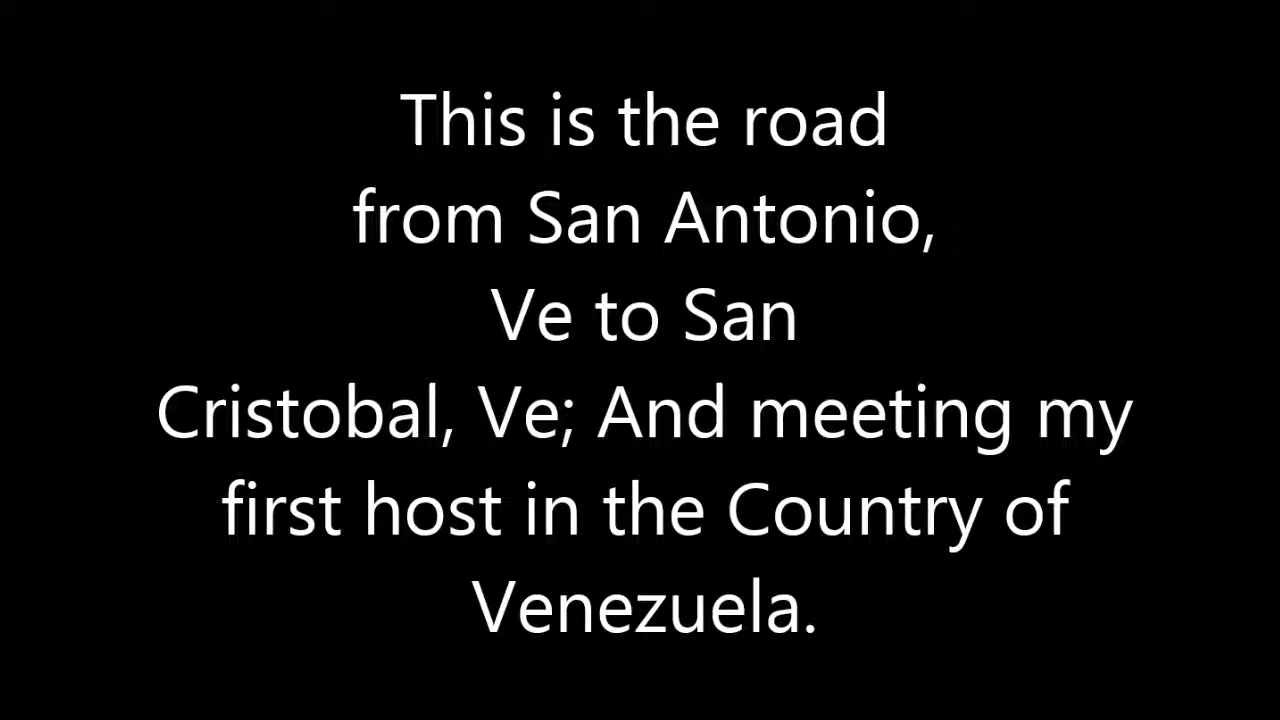 This is the road
from San Antonio,
Ve to San
Cristobal, Ve; And meeting my
first host in the Country of
Venezuela.